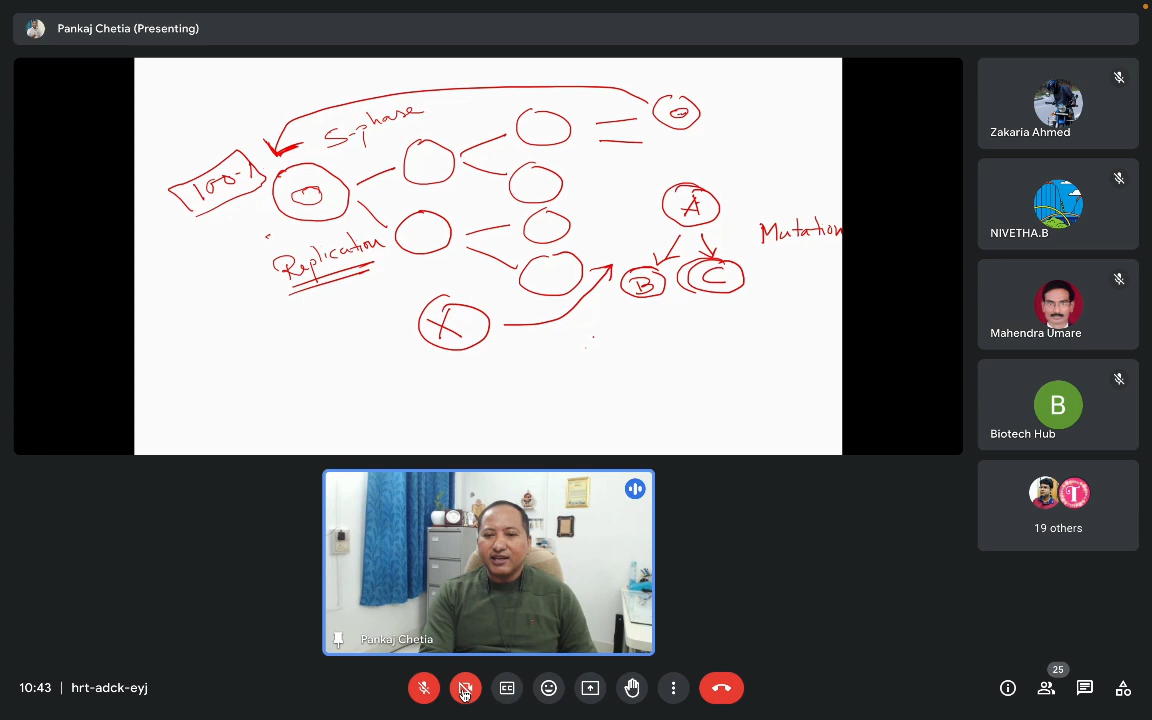 Pankaj Chetia (Presenting)
S-phase
100-1
Replication
A
Mutation
B
C
X
Zakaria Ahmed
NIVETHA.B
Mahendra Umare
B
Biotech Hub
T
19 others
Pankaj Chetia
10:43 | hrt-adck-eyj
CC
25